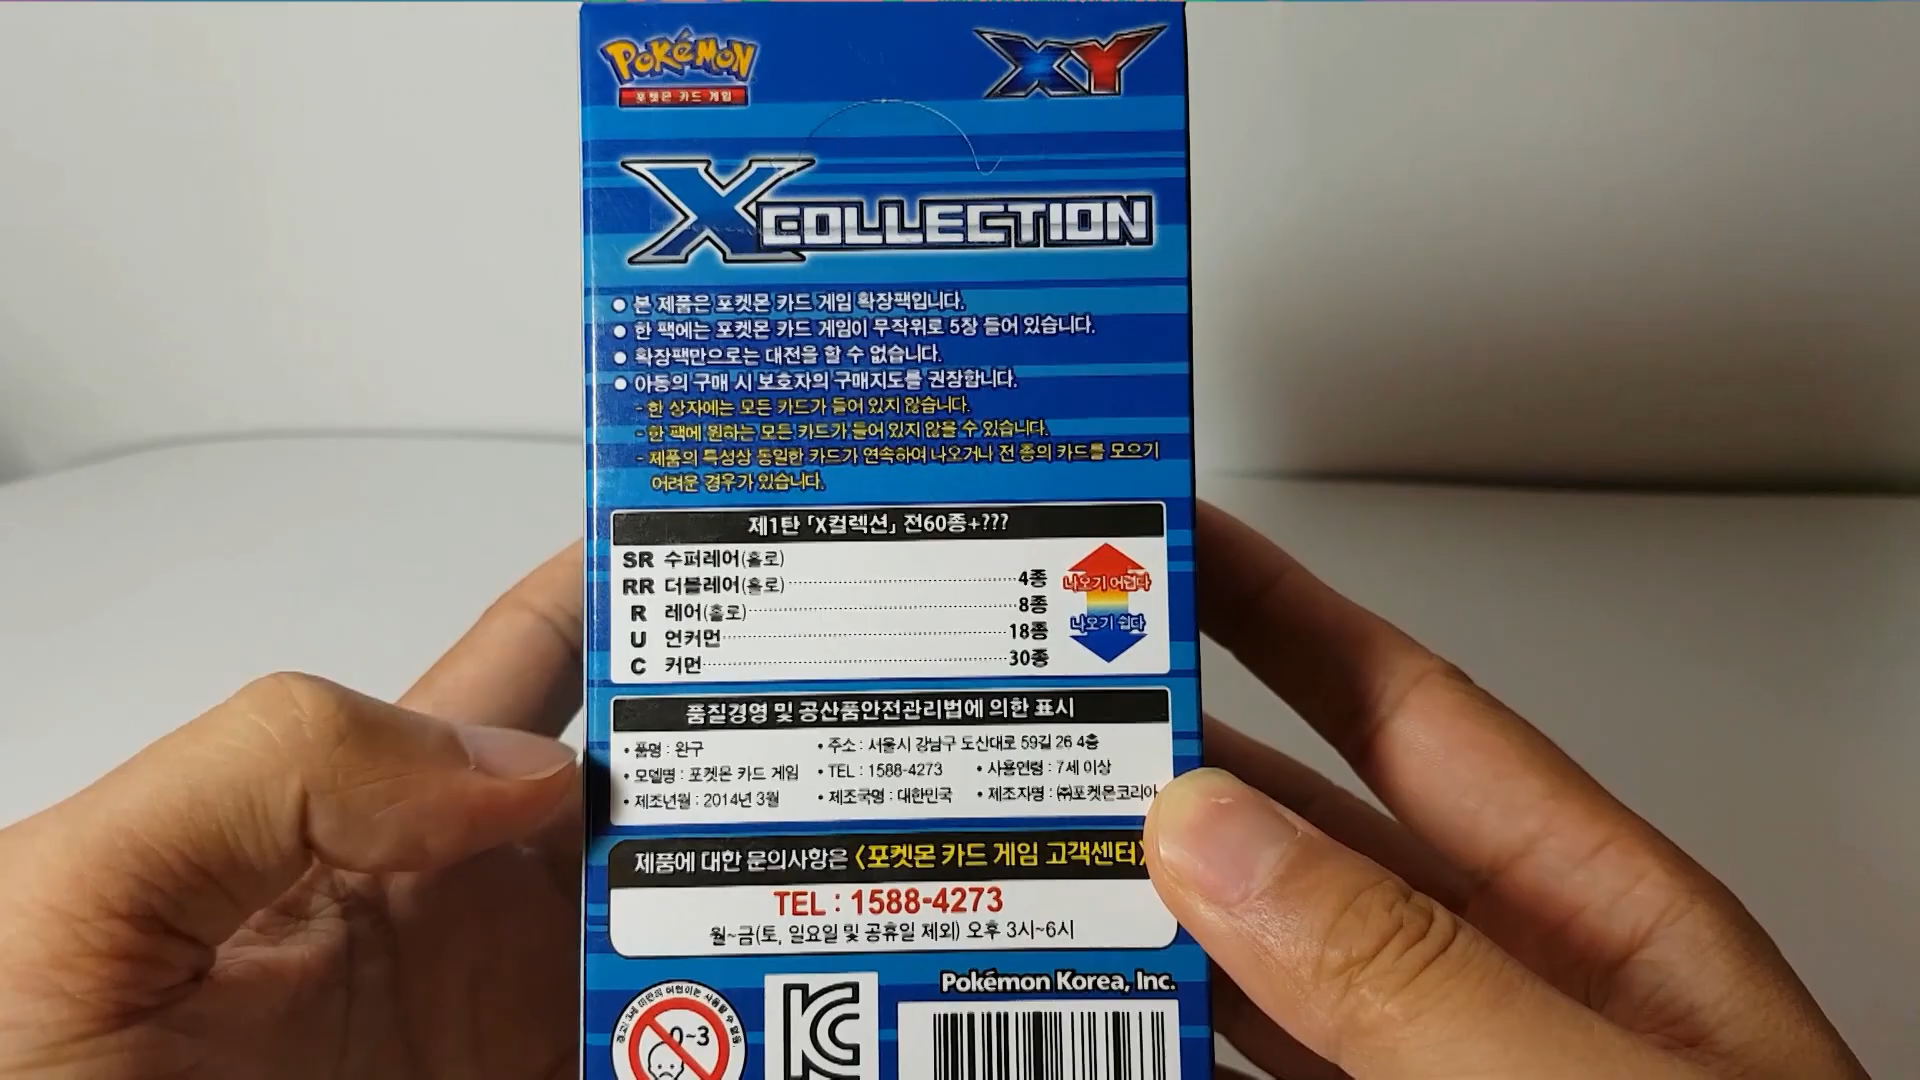 POKéMON
포켓몬 카드 게임
XY
X COLLECTION
● 본 제품은 포켓몬 카드 게임 확장팩입니다.
● 한 팩에는 포켓몬 카드 게임이 무작위로 5장 들어 있습니다.
● 확장팩만으로는 대전을 할 수 없습니다.
● 아동의 구매 시 보호자의 구매지도를 권장합니다.
- 한 상자에는 모든 카드가 들어 있지 않습니다.
- 한 팩에 원하는 모든 카드가 들어 있지 않을 수 있습니다.
- 제품의 특성상 동일한 카드가 연속하여 나오거나 전 종의 카드를 모으기
어려운 경우가 있습니다.
제1탄 「X컬렉션」 전60종+???
SR 수퍼레어(홀로)
RR 더블레어(홀로) 4종
R 레어(홀로) 8종
U 언커먼 18종
C 커먼 30종
나오기 어렵다
나오기 쉽다
품질경영 및 공산품안전관리법에 의한 표시
• 품명 : 완구 • 주소 : 서울시 강남구 도산대로 59길 26 4층
• 모델명 : 포켓몬 카드 게임 • TEL : 1588-4273 • 사용연령 : 7세 이상
• 제조년월 : 2014년 3월 • 제조국명 : 대한민국 • 제조자명 : ㈜포켓몬코리아
제품에 대한 문의사항은 〈포켓몬 카드 게임 고객센터〉
TEL : 1588-4273
월~금(토, 일요일 및 공휴일 제외) 오후 3시~6시
Pokémon Korea, Inc.
경고! 3세 미만의 어린이는 사용할 수 없음.
0~3
KC